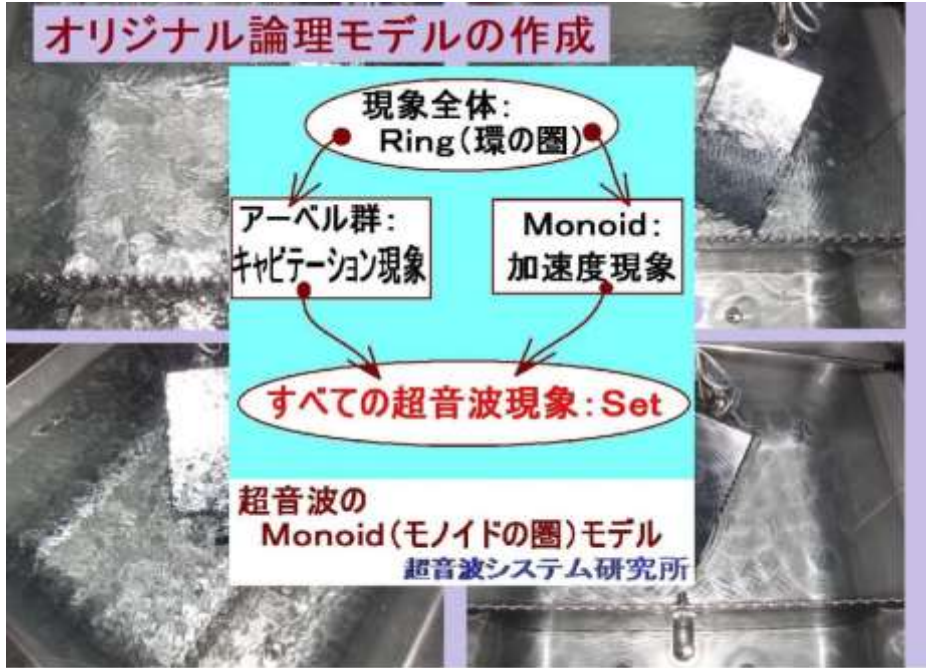 オリジナル論理モデルの作成
現象全体:
Ring(環の圏)
アーベル群:
キャビテーション現象
Monoid:
加速度現象
すべての超音波現象:Set
超音波の
Monoid(モノイドの圏)モデル
超音波システム研究所